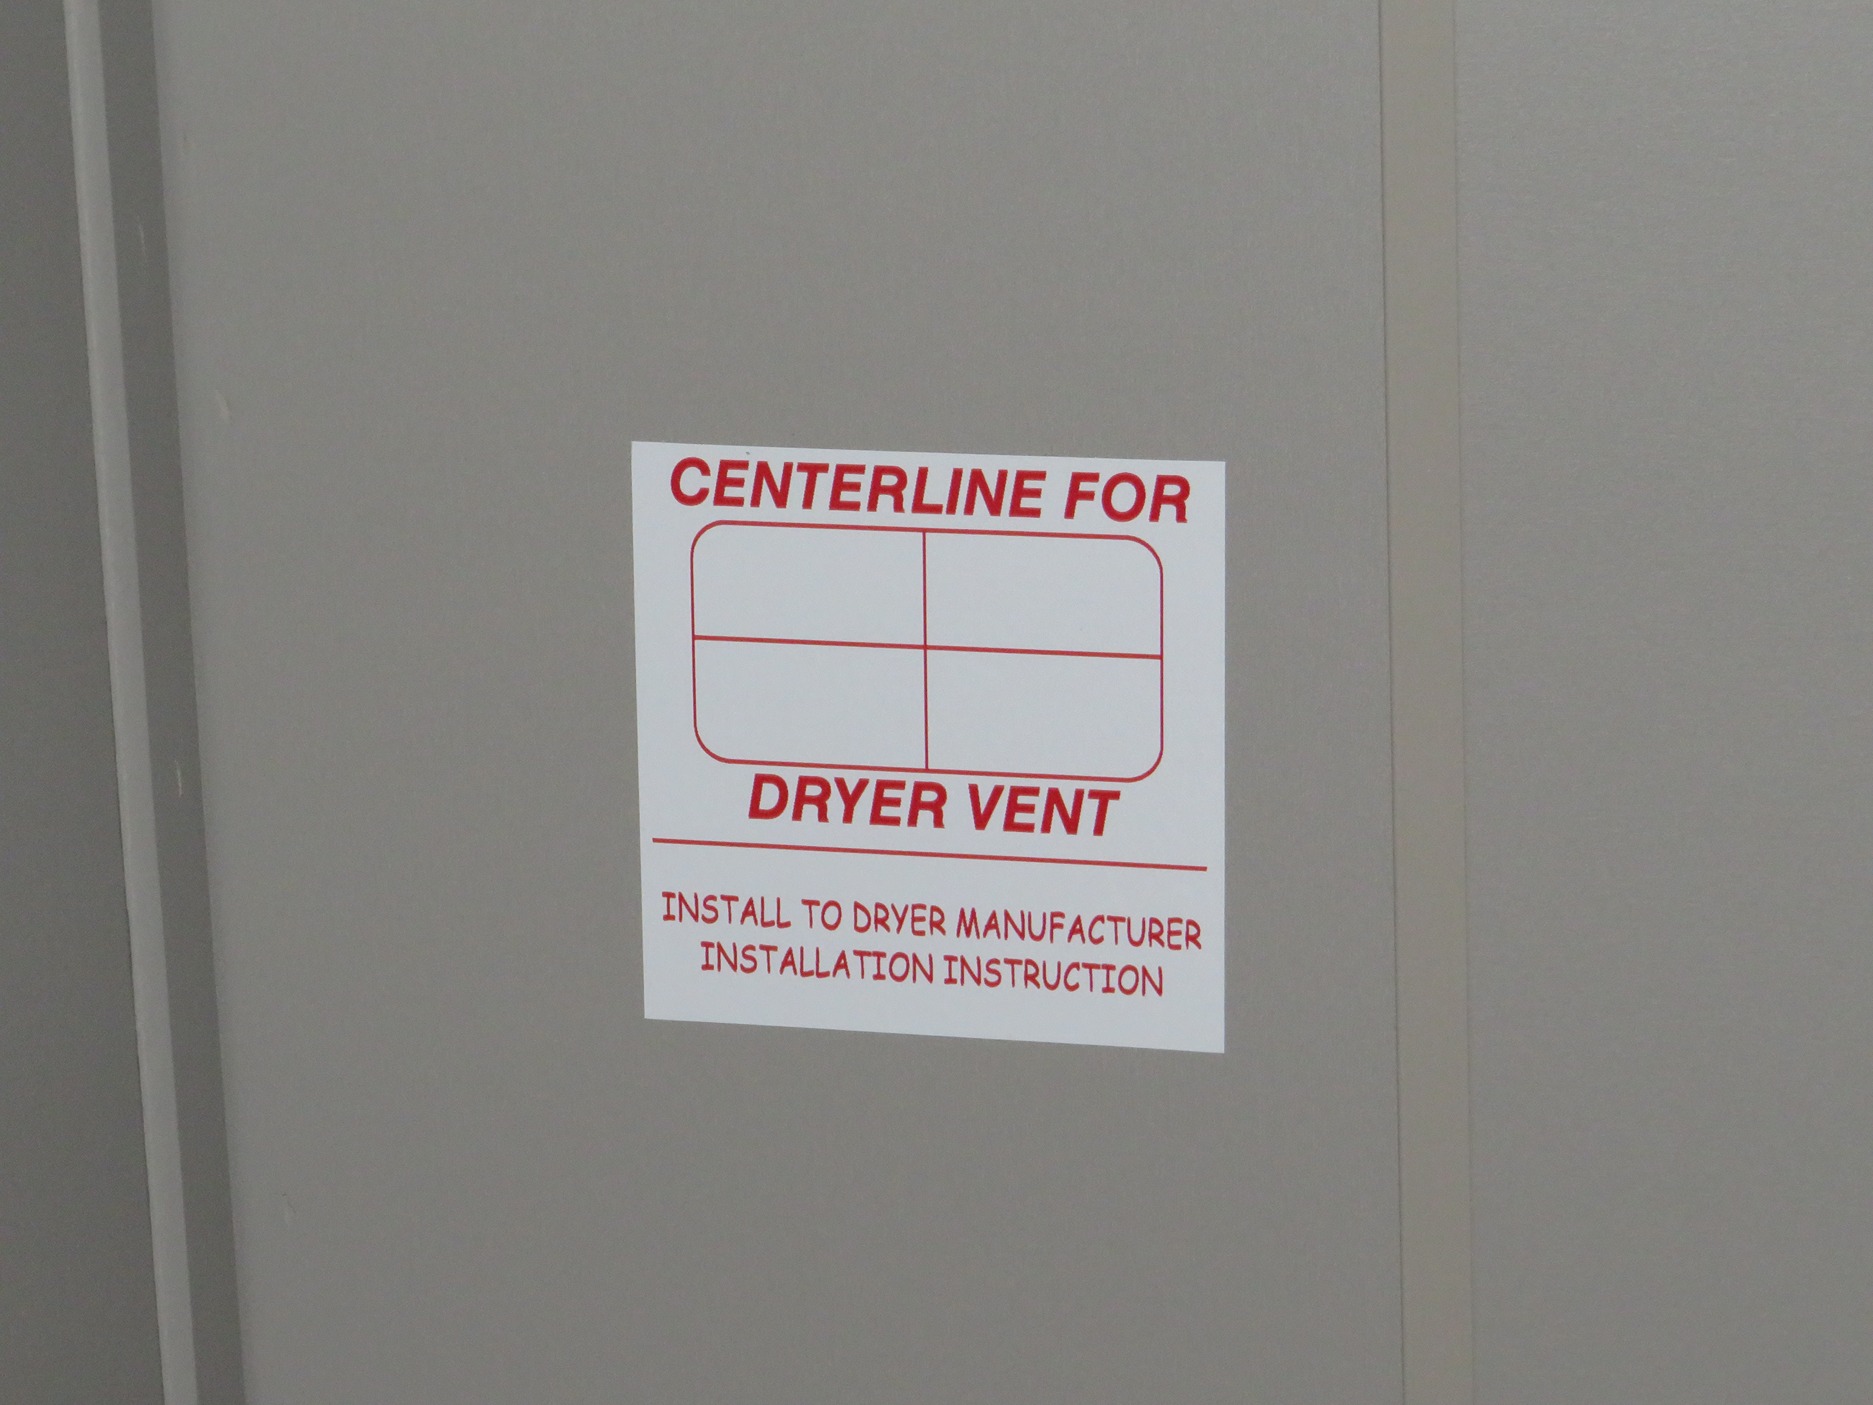 CENTERLINE FOR
DRYER VENT
INSTALL TO DRYER MANUFACTURER
INSTALLATION INSTRUCTION